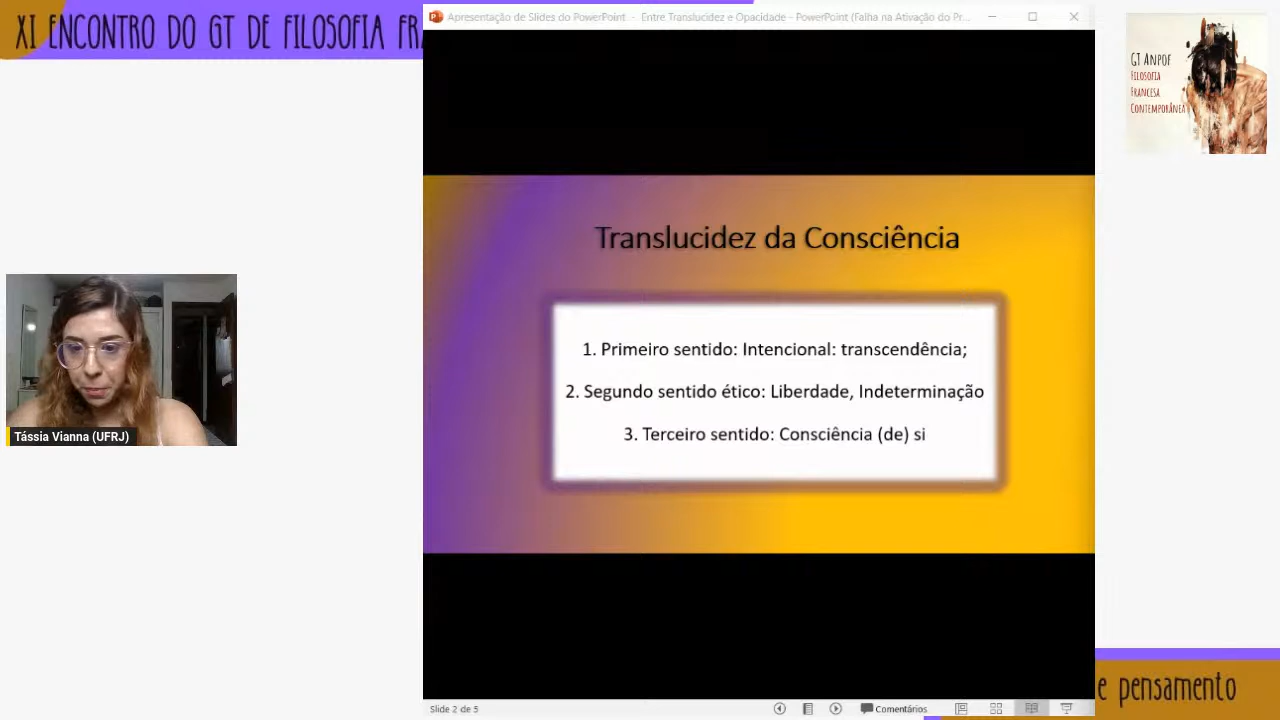 XI ENCONTRO DO GT DE FILOSOFIA
Apresentação de Slides do PowerPoint - Entre Translucidez e Opacidade - PowerPoint (Falha na Ativação do Pr...
GT Anpof
Filosofia
Francesa
Contemporânea
Translucidez da Consciência
1. Primeiro sentido: Intencional: transcendência;
2. Segundo sentido ético: Liberdade, Indeterminação
3. Terceiro sentido: Consciência (de) si
Tássia Vianna (UFRJ)
e pensamento
Slide 2 de 5
Comentários